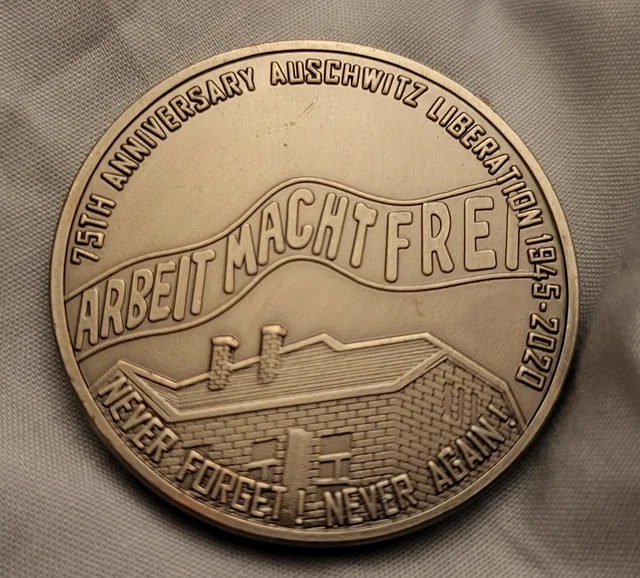 75TH ANNIVERSARY AUSCHWITZ LIBERATION 1945-2020
ARBEIT MACHT FREI
NEVER FORGET! NEVER AGAIN!